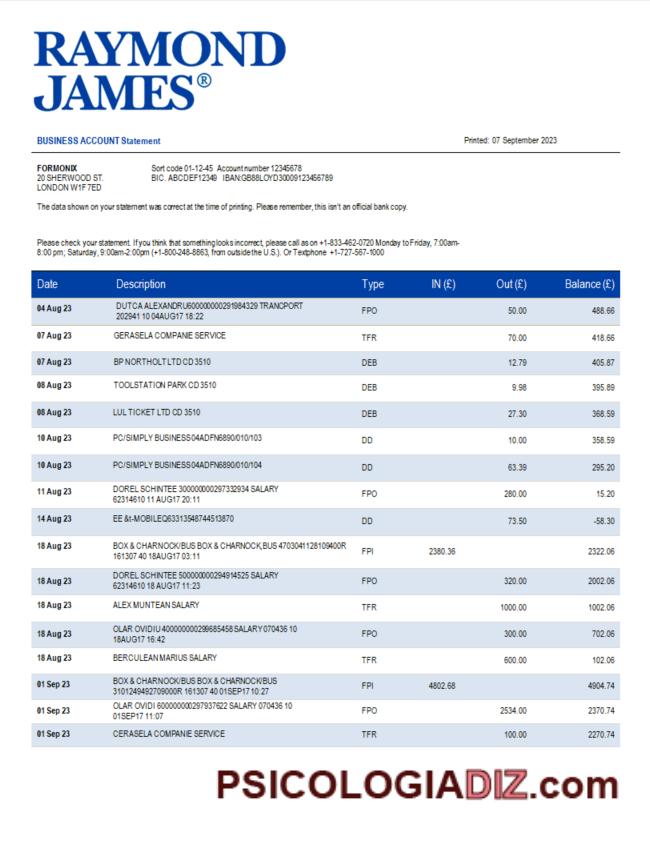 RAYMOND
JAMES®
BUSINESS ACCOUNT Statement Printed: 07 September 2023
FORMONIX Sort code 01-12-45 Account number 12345678
20 SHERWOOD ST. BIC. ABCDEF12349 IBAN:GB88LOYD30009123456789
LONDON W1F 7ED
The data shown on your statement was correct at the time of printing. Please remember, this isn't an official bank copy.
Please check your statement. If you think that something looks incorrect, please call as on +1-833-462-0720 Monday to Friday, 7:00am-
8:00 pm; Saturday, 9:00am-2:00pm (+1-800-248-8863, from outside the U.S.). Or Textphone +1-727-567-1000
Date Description Type IN (£) Out (£) Balance (£)
04 Aug 23 DUTCA ALEXANDRU600000000291984329 TRANCPORT FPO 50.00 488.66
202941 10 04AUG17 18:22
07 Aug 23 GERASELA COMPANIE SERVICE TFR 70.00 418.66
07 Aug 23 BP NORTHOLT LTD CD 3510 DEB 12.79 405.87
08 Aug 23 TOOLSTATION PARK CD 3510 DEB 9.98 395.89
08 Aug 23 LUL TICKET LTD CD 3510 DEB 27.30 368.59
10 Aug 23 PC/SIMPLY BUSINESS04ADFN6890/010/103 DD 10.00 358.59
10 Aug 23 PC/SIMPLY BUSINESS04ADFN6890/010/104 DD 63.39 295.20
11 Aug 23 DOREL SCHINTEE 300000000297332934 SALARY FPO 280.00 15.20
62314610 11 AUG17 20:11
14 Aug 23 EE &t-MOBILEQ63313548744513870 DD 73.50 -58.30
18 Aug 23 BOX & CHARNOCK/BUS BOX & CHARNOCK,BUS 4703041128109400R FPI 2380.36 2322.06
161307 40 18AUG17 03:11
18 Aug 23 DOREL SCHINTEE 500000000294914525 SALARY FPO 320.00 2002.06
62314610 18 AUG17 11:23
18 Aug 23 ALEX MUNTEAN SALARY TFR 1000.00 1002.06
18 Aug 23 OLAR OVIDIU 400000000299685458 SALARY 070436 10 FPO 300.00 702.06
18AUG17 16:42
18 Aug 23 BERCULEAN MARIUS SALARY TFR 600.00 102.06
01 Sep 23 BOX & CHARNOCK/BUS BOX & CHARNOCK/BUS FPI 4802.68 4904.74
3101249492709000R 161307 40 01SEP17 10:27
01 Sep 23 OLAR OVIDI 600000000297937622 SALARY 070436 10 FPO 2534.00 2370.74
01SEP17 11:07
01 Sep 23 CERASELA COMPANIE SERVICE TFR 100.00 2270.74
PSICOLOGIADIZ.com